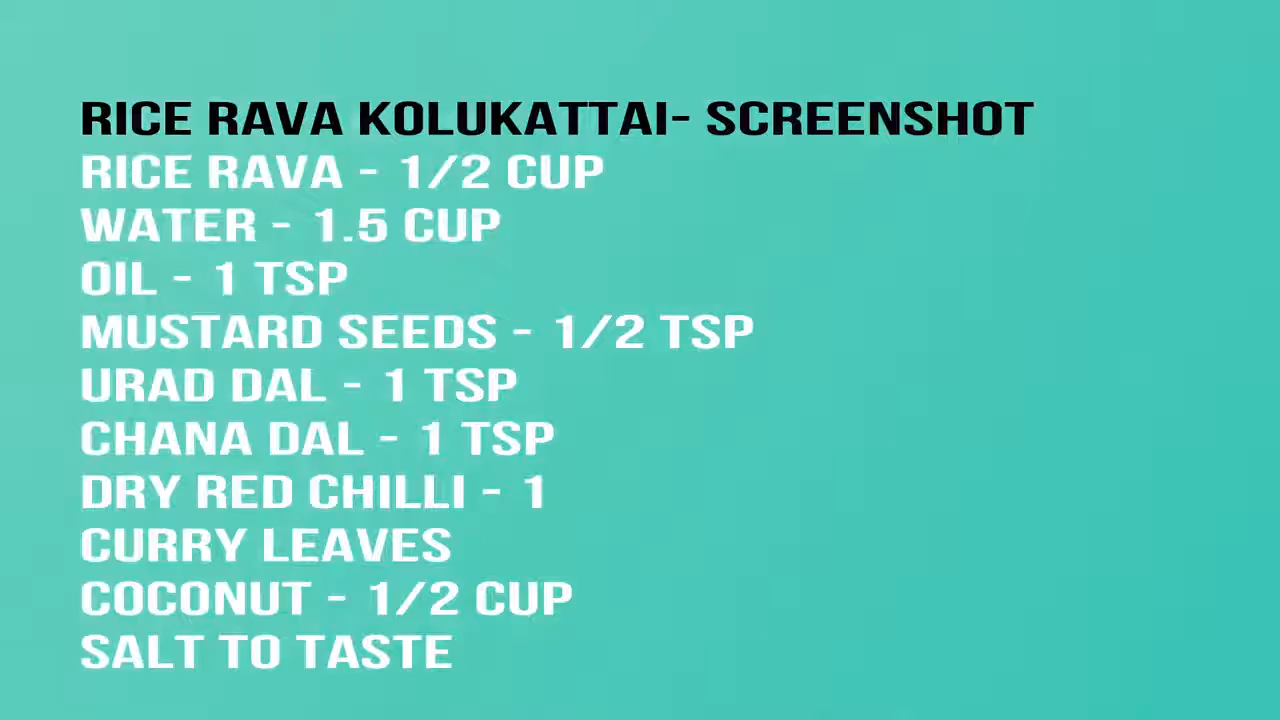 RICE RAVA KOLUKATTAI- SCREENSHOT
RICE RAVA - 1/2 CUP
WATER - 1.5 CUP
OIL - 1 TSP
MUSTARD SEEDS - 1/2 TSP
URAD DAL - 1 TSP
CHANA DAL - 1 TSP
DRY RED CHILLI - 1
CURRY LEAVES
COCONUT - 1/2 CUP
SALT TO TASTE